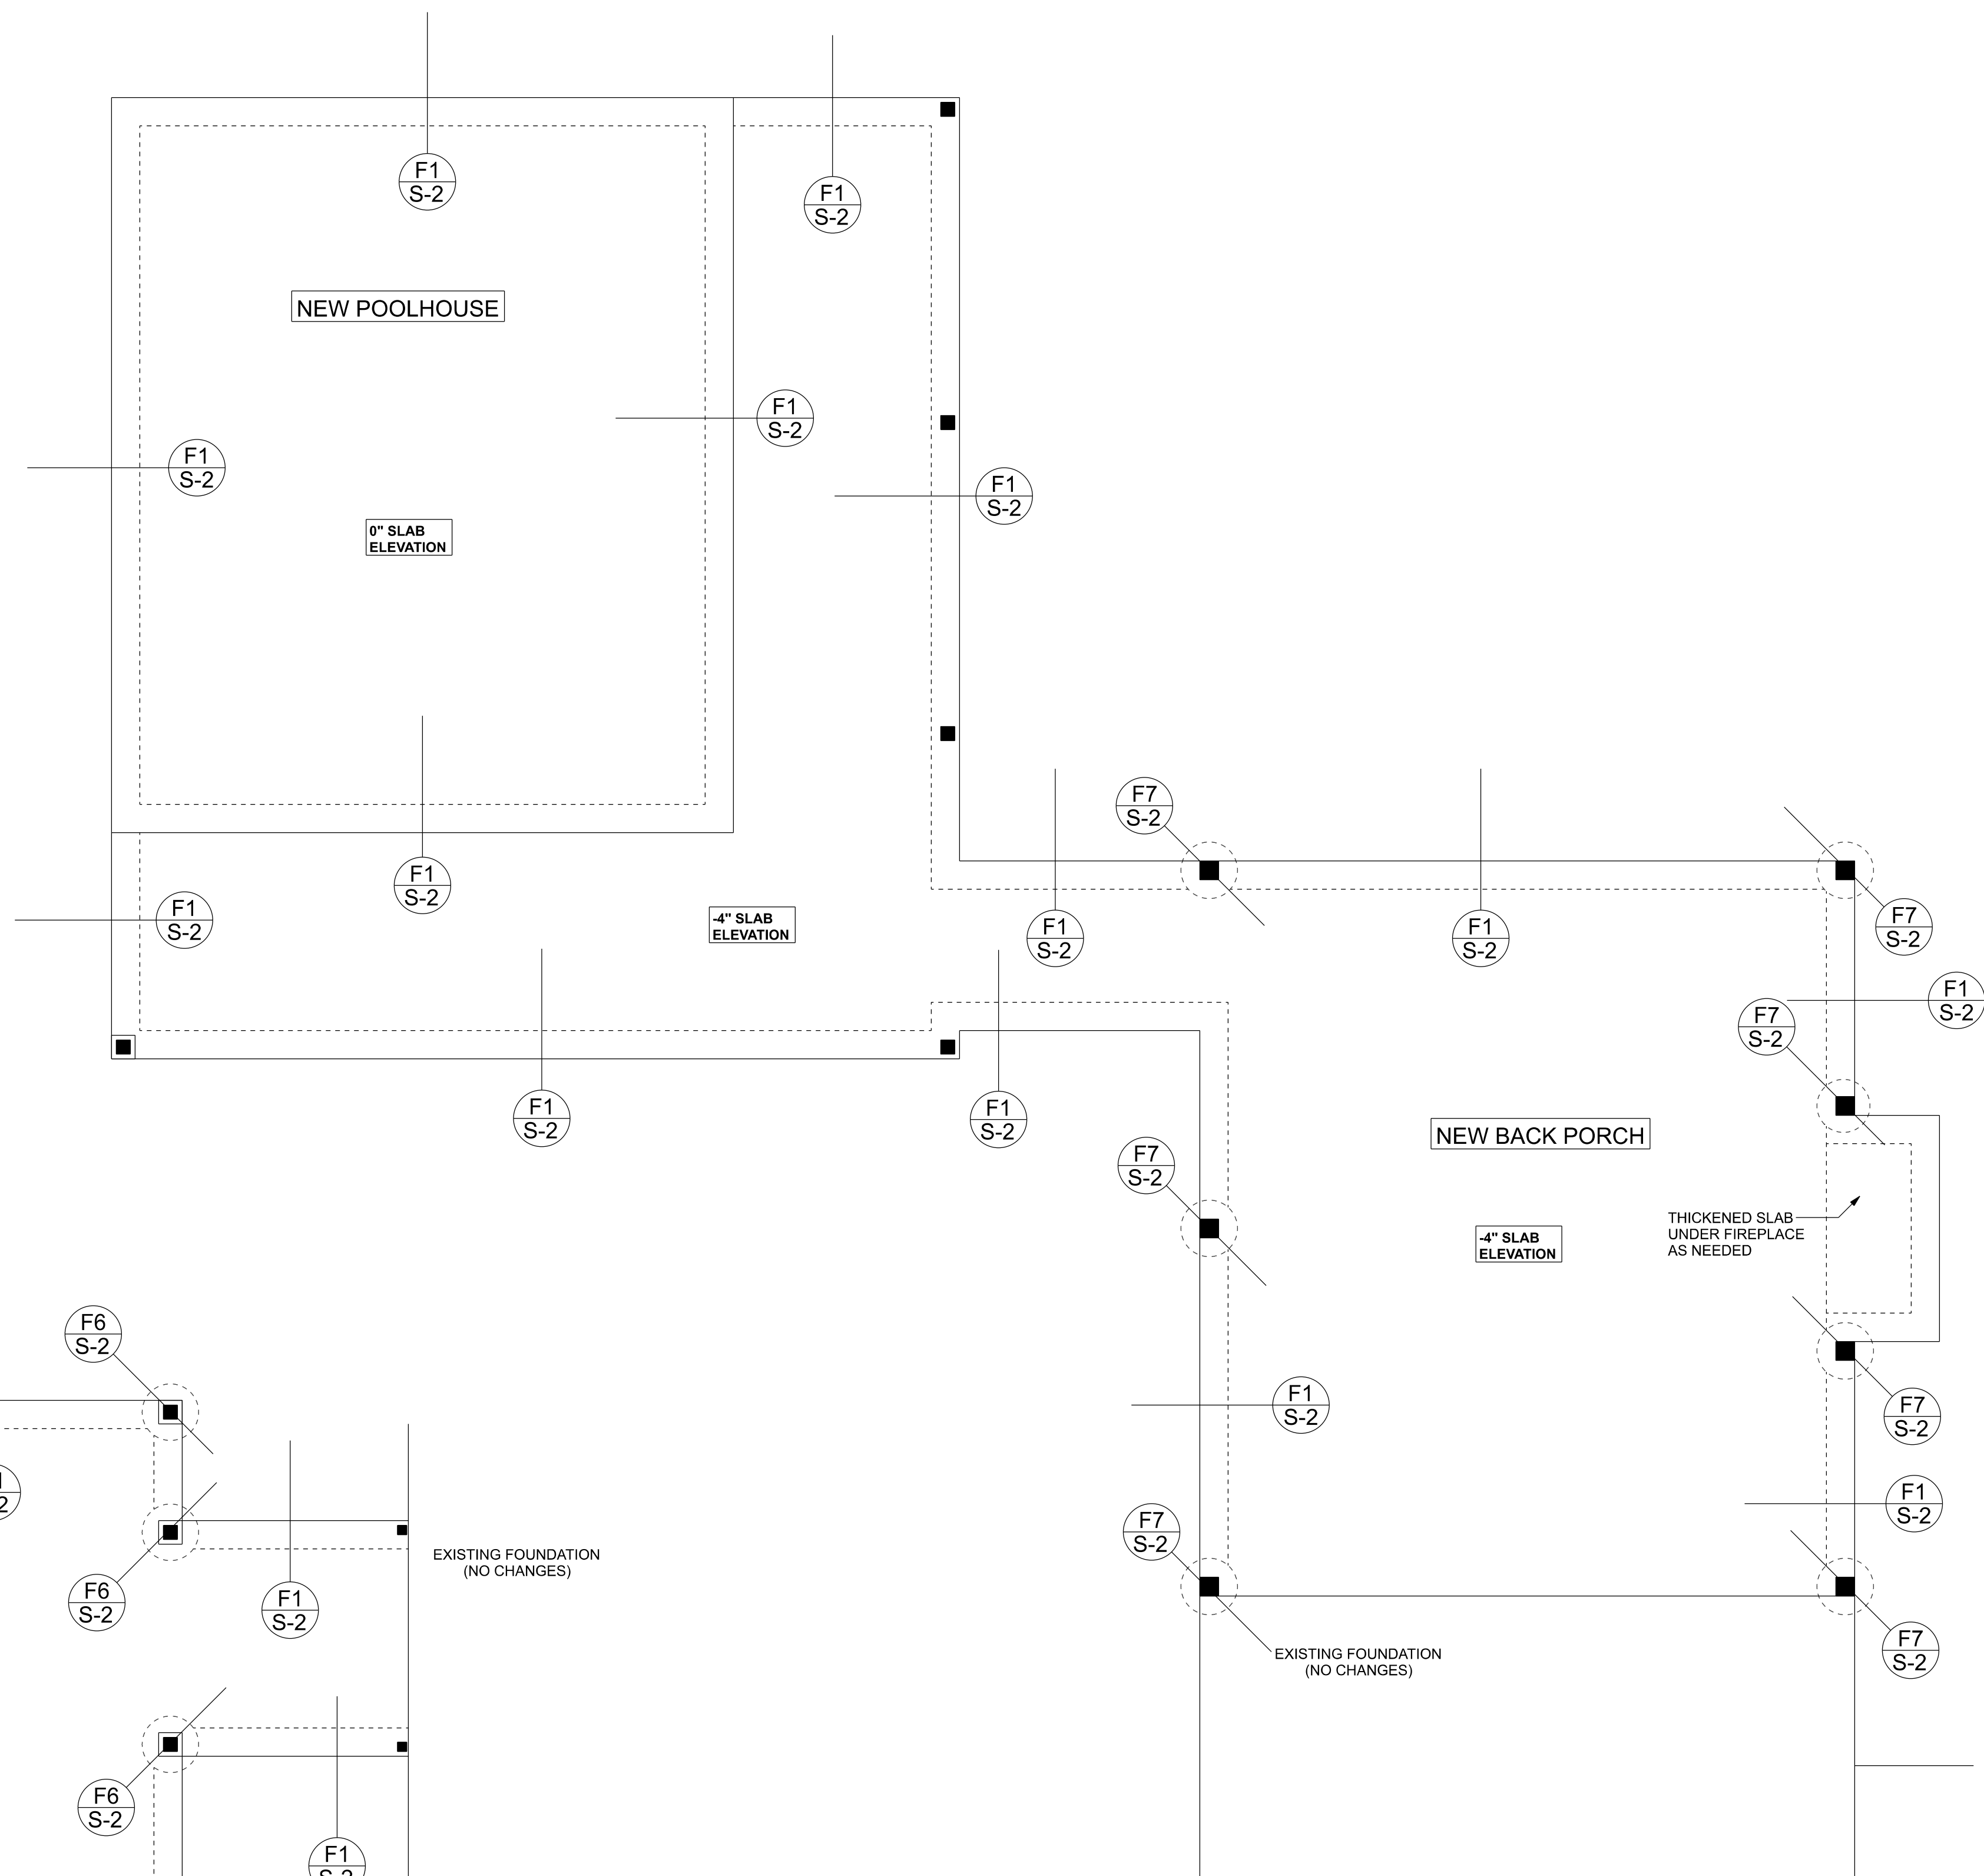 F1
S-2
F1
S-2
NEW POOLHOUSE
F1
S-2
F1
S-2
F1
S-2
0" SLAB
ELEVATION
F7
S-2
F1
S-2
-4" SLAB
ELEVATION
F1
S-2
F1
S-2
F1
S-2
F7
S-2
F1
S-2
F7
S-2
F1
S-2
F1
S-2
NEW BACK PORCH
F7
S-2
THICKENED SLAB
UNDER FIREPLACE
AS NEEDED
-4" SLAB
ELEVATION
F6
S-2
F1
S-2
F7
S-2
F1
S-2
F7
S-2
EXISTING FOUNDATION
(NO CHANGES)
F6
S-2
F1
S-2
F7
S-2
EXISTING FOUNDATION
(NO CHANGES)
F6
S-2
F1
S-2